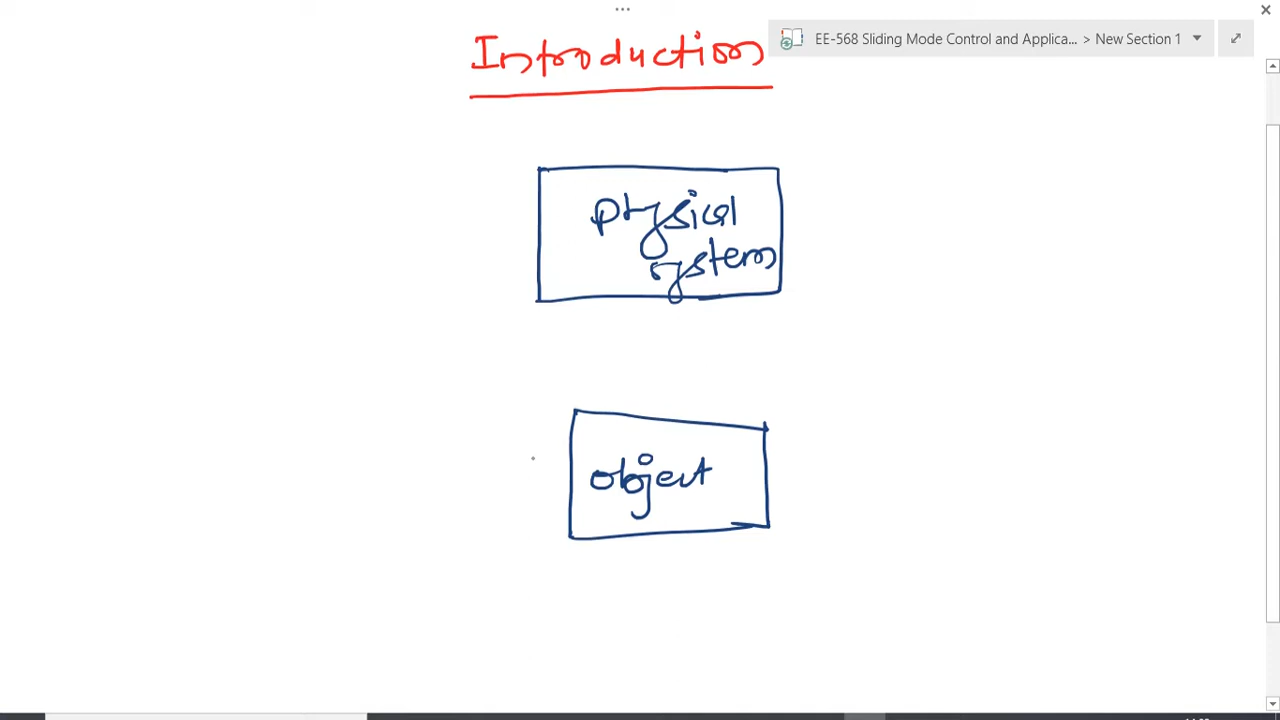 EE-568 Sliding Mode Control and Applica... > New Section 1
Introduction
physical
system
object